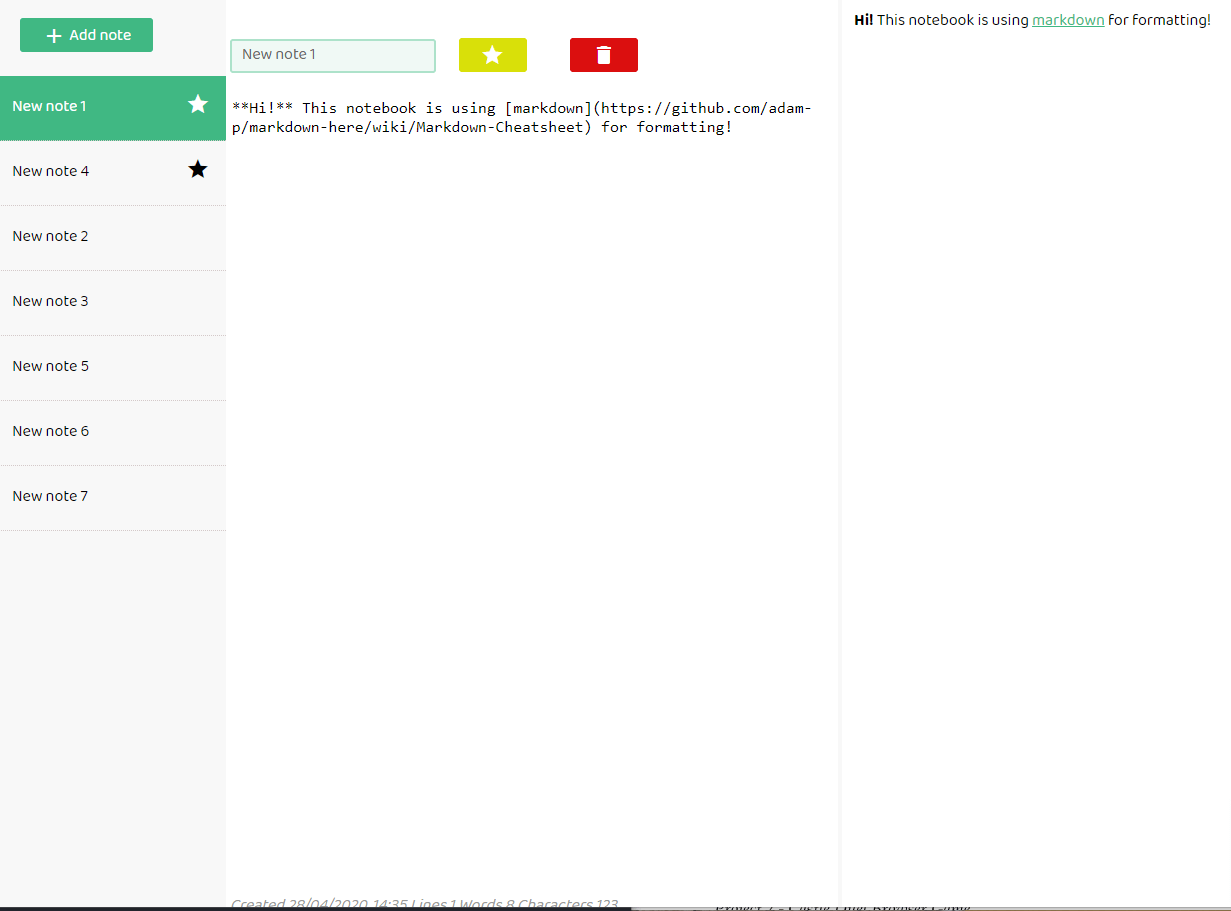 Add note
New note 1
New note 4
New note 2
New note 3
New note 5
New note 6
New note 7
New note 1
**Hi!** This notebook is using [markdown](https://github.com/adam-
p/markdown-here/wiki/Markdown-Cheatsheet) for formatting!
Created 28/04/2020, 14:35 Lines 1 Words 8 Characters 123
Hi! This notebook is using markdown for formatting!